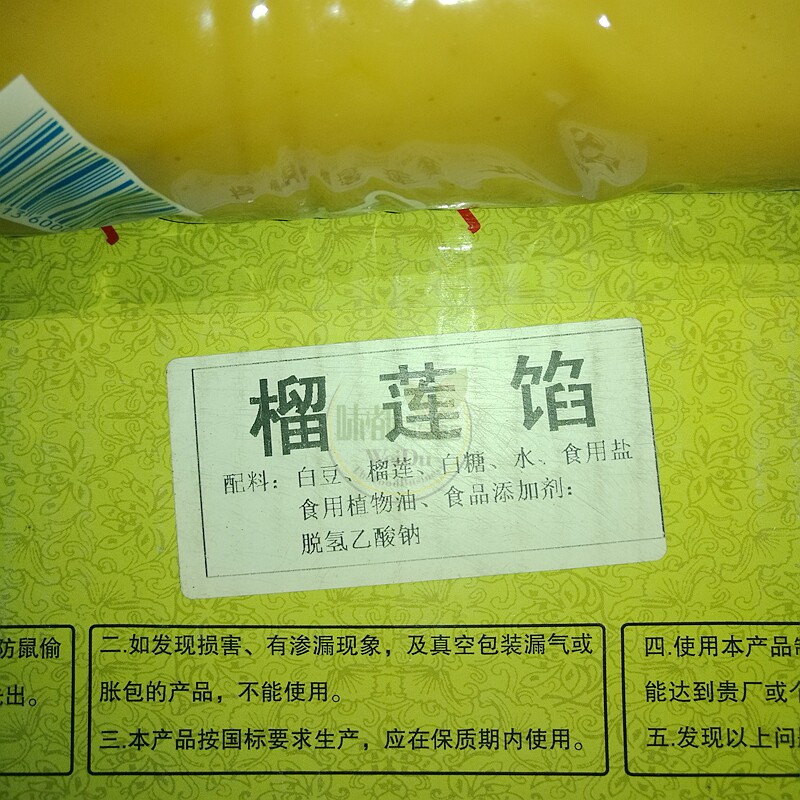 榴莲馅
配料：白豆、榴莲、白糖、水、食用盐
食用植物油、食品添加剂：
脱氢乙酸钠
防鼠偷
出。
二.如发现损害、有渗漏现象，及真空包装漏气或
胀包的产品，不能使用。
三.本产品按国标要求生产，应在保质期内使用。
四.使用本产品
能达到贵厂或
五.发现以上问